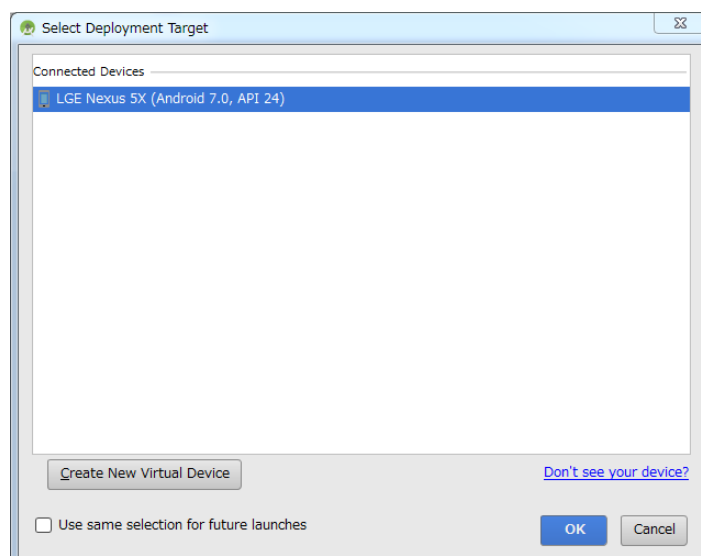 Select Deployment Target
Connected Devices
LGE Nexus 5X (Android 7.0, API 24)
Create New Virtual Device
Don't see your device?
Use same selection for future launches
OK
Cancel